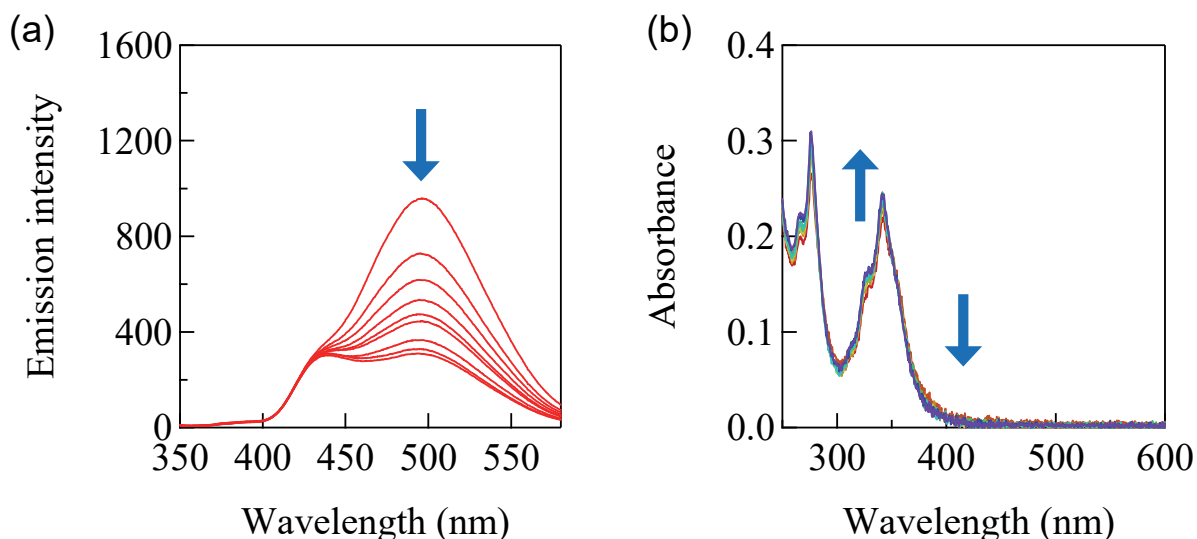 (a)
Emission intensity
1600
1200
800
400
0
350 400 450 500 550
Wavelength (nm)
(b)
Absorbance
0.4
0.3
0.2
0.1
0.0
300 400 500 600
Wavelength (nm)